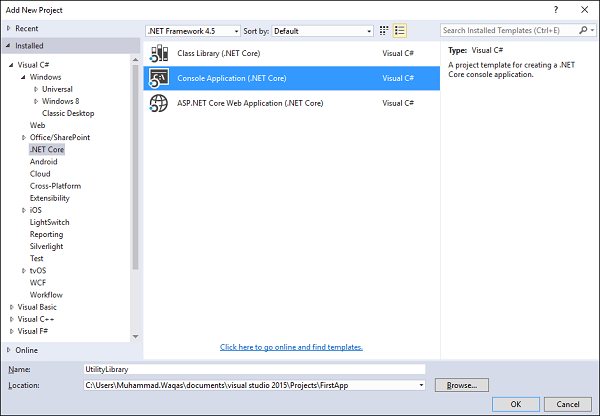 Add New Project
? 
Recent
.NET Framework 4.5
Sort by: Default
Search Installed Templates (Ctrl+E)
Installed
Visual C#
Windows
Universal
Windows 8
Classic Desktop
Web
Office/SharePoint
.NET Core
Android
Cloud
Cross-Platform
Extensibility
iOS
LightSwitch
Reporting
Silverlight
Test
tvOS
WCF
Workflow
Visual Basic
Visual C++
Visual F#
Online
Class Library (.NET Core) Visual C#
Console Application (.NET Core) Visual C#
ASP.NET Core Web Application (.NET Core) Visual C#
Click here to go online and find templates.
Type: Visual C#
A project template for creating a .NET
Core console application.
Name: UtilityLibrary
Location: C:\Users\Muhammad.Waqas\documents\visual studio 2015\Projects\FirstApp
Browse...
OK Cancel